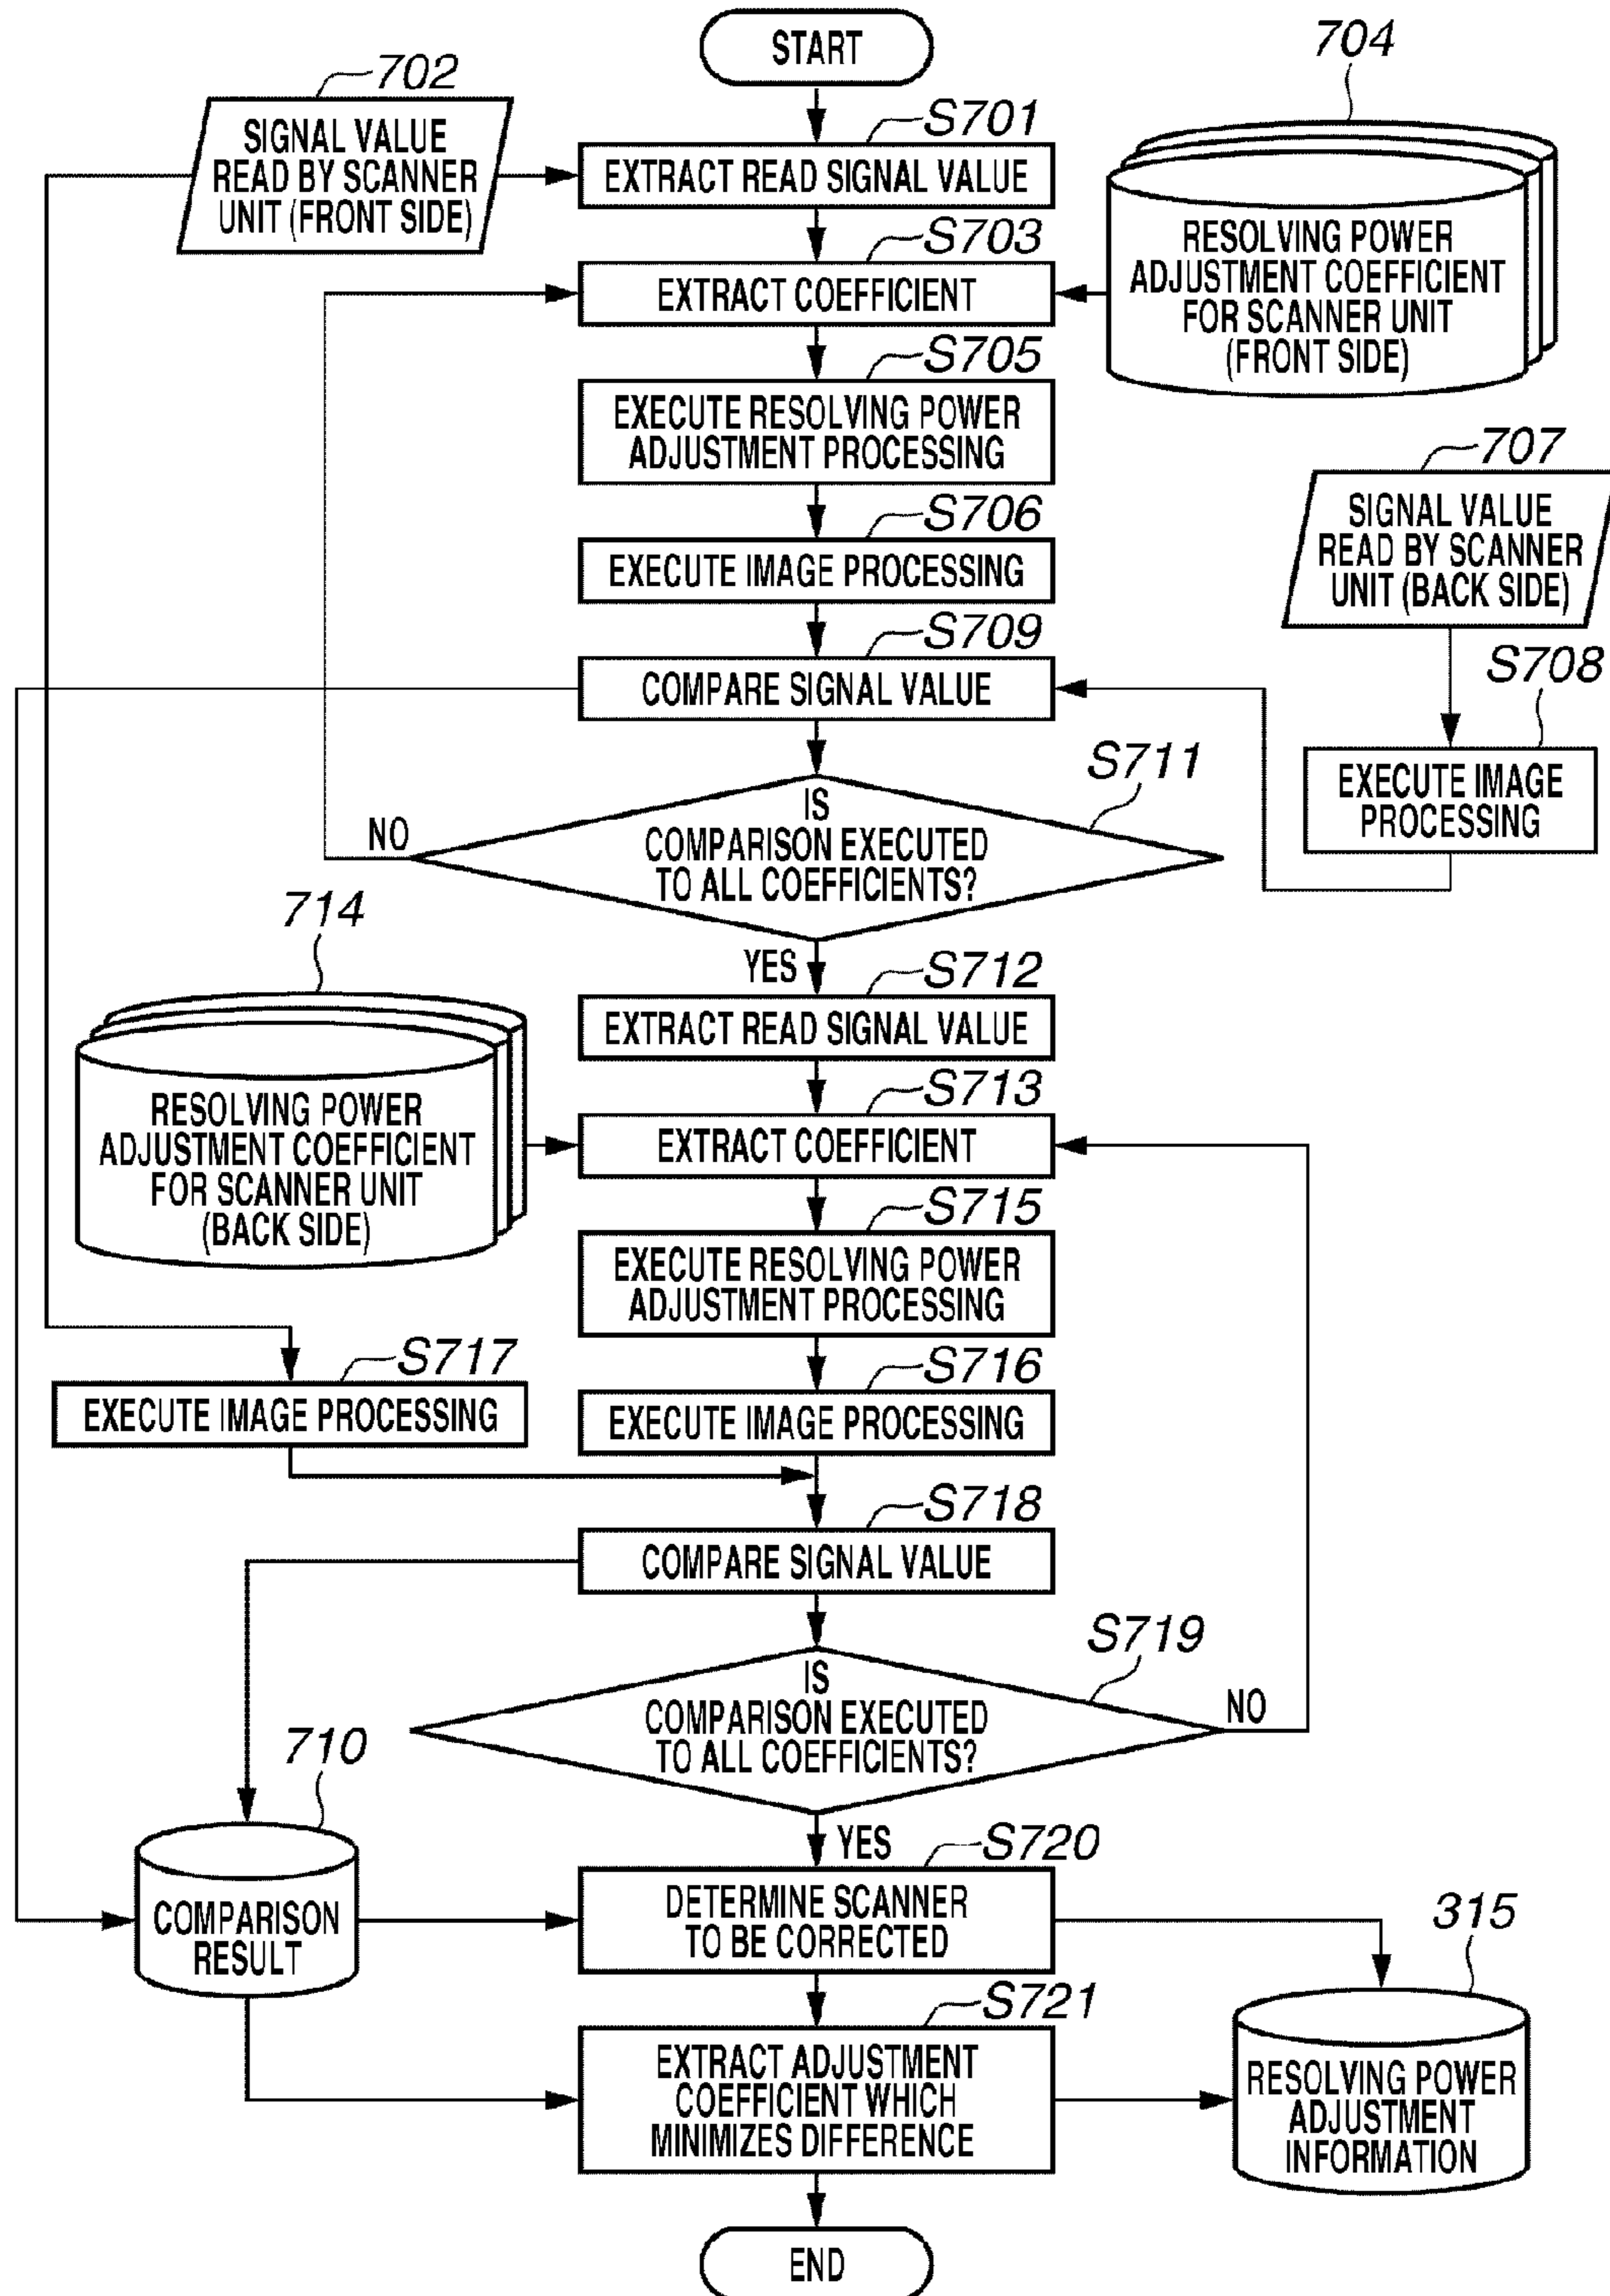 START
702
704
SIGNAL VALUE
READ BY SCANNER
UNIT (FRONT SIDE)
S701
EXTRACT READ SIGNAL VALUE
S703
EXTRACT COEFFICIENT
RESOLVING POWER
ADJUSTMENT COEFFICIENT
FOR SCANNER UNIT
(FRONT SIDE)
S705
EXECUTE RESOLVING POWER
ADJUSTMENT PROCESSING
707
SIGNAL VALUE
READ BY SCANNER
UNIT (BACK SIDE)
S706
EXECUTE IMAGE PROCESSING
S709
COMPARE SIGNAL VALUE
S708
EXECUTE IMAGE
PROCESSING
S711
NO
IS
COMPARISON EXECUTED
TO ALL COEFFICIENTS?
714
YES
S712
EXTRACT READ SIGNAL VALUE
S713
EXTRACT COEFFICIENT
RESOLVING POWER
ADJUSTMENT COEFFICIENT
FOR SCANNER UNIT
(BACK SIDE)
S715
EXECUTE RESOLVING POWER
ADJUSTMENT PROCESSING
S717
EXECUTE IMAGE PROCESSING
S716
EXECUTE IMAGE PROCESSING
S718
COMPARE SIGNAL VALUE
S719
IS
COMPARISON EXECUTED
TO ALL COEFFICIENTS?
NO
710
YES
S720
COMPARISON
RESULT
DETERMINE SCANNER
TO BE CORRECTED
315
S721
EXTRACT ADJUSTMENT
COEFFICIENT WHICH
MINIMIZES DIFFERENCE
RESOLVING POWER
ADJUSTMENT
INFORMATION
END